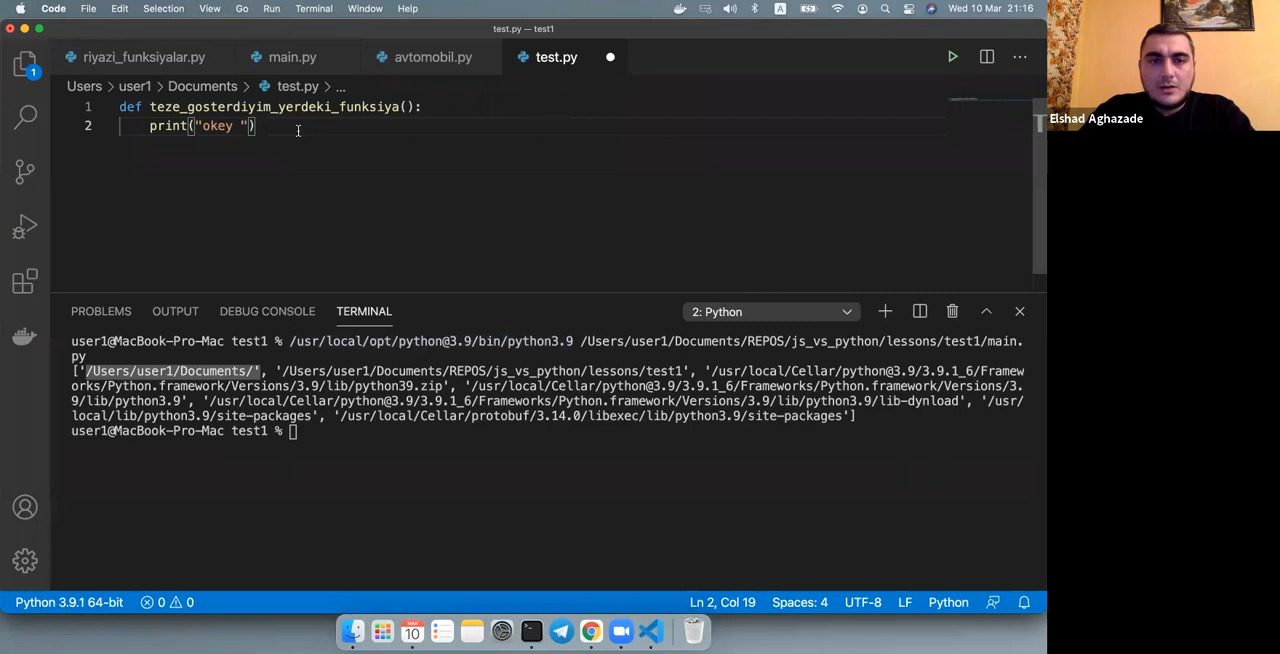 Code File Edit Selection View Go Run Terminal Window Help A Wed 10 Mar 21:16
test.py — test1
riyazi_funksiyalar.py main.py avtomobil.py test.py
Users > user1 > Documents > test.py > ...
1 def teze_gosterdiyim_yerdeki_funksiya():
2 print("okey ")
Elshad Aghazade
1
PROBLEMS OUTPUT DEBUG CONSOLE TERMINAL 2: Python
user1@MacBook-Pro-Mac test1 % /usr/local/opt/python@3.9/bin/python3.9 /Users/user1/Documents/REPOS/js_vs_python/lessons/test1/main.
py
['/Users/user1/Documents/', '/Users/user1/Documents/REPOS/js_vs_python/lessons/test1', '/usr/local/Cellar/python@3.9/3.9.1_6/Framew
orks/Python.framework/Versions/3.9/lib/python39.zip', '/usr/local/Cellar/python@3.9/3.9.1_6/Frameworks/Python.framework/Versions/3.
9/lib/python3.9', '/usr/local/Cellar/python@3.9/3.9.1_6/Frameworks/Python.framework/Versions/3.9/lib/python3.9/lib-dynload', '/usr/
local/lib/python3.9/site-packages', '/usr/local/Cellar/protobuf/3.14.0/libexec/lib/python3.9/site-packages']
user1@MacBook-Pro-Mac test1 %
Python 3.9.1 64-bit 0 0 Ln 2, Col 19 Spaces: 4 UTF-8 LF Python
MAR
10